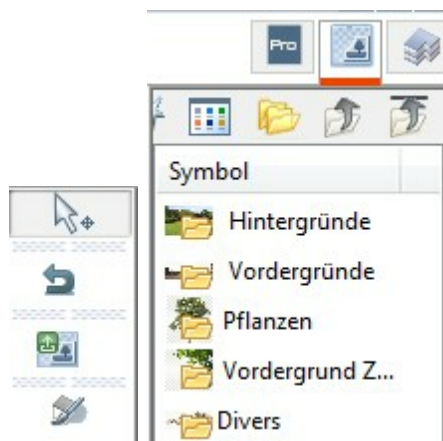 Pro
Symbol
Hintergründe
Vordergründe
Pflanzen
Vordergrund Z...
Divers